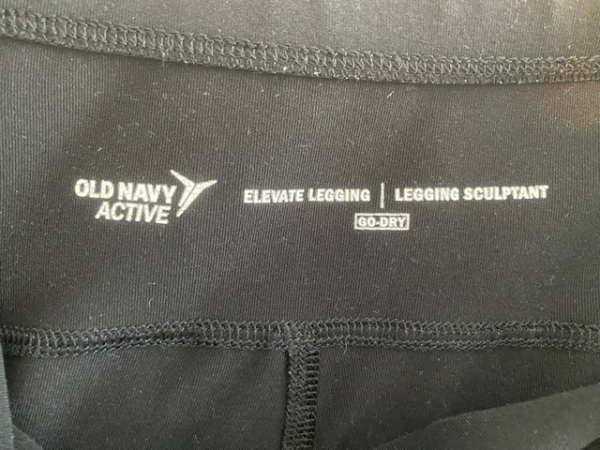 OLD NAVY
ACTIVE
ELEVATE LEGGING | LEGGING SCULPTANT
GO-DRY